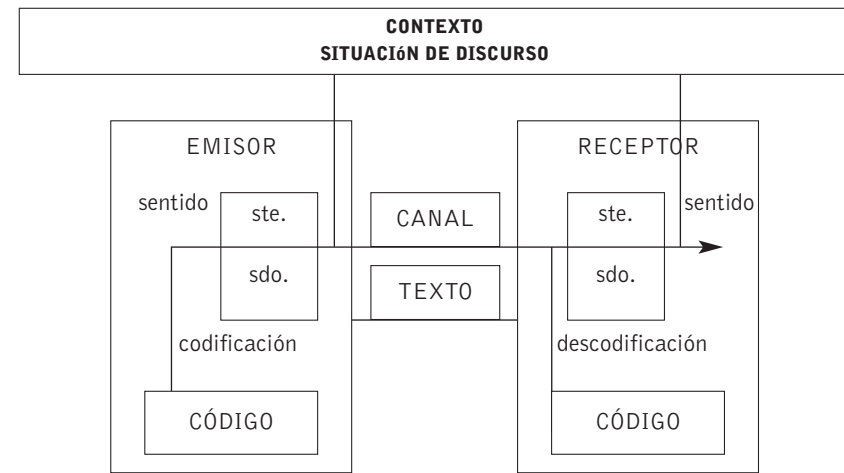 CONTEXTO
SITUACIóN DE DISCURSO
EMISOR
RECEPTOR
sentido
ste.
CANAL
ste.
sentido
sdo.
TEXTO
sdo.
codificación
descodificación
CÓDIGO
CÓDIGO